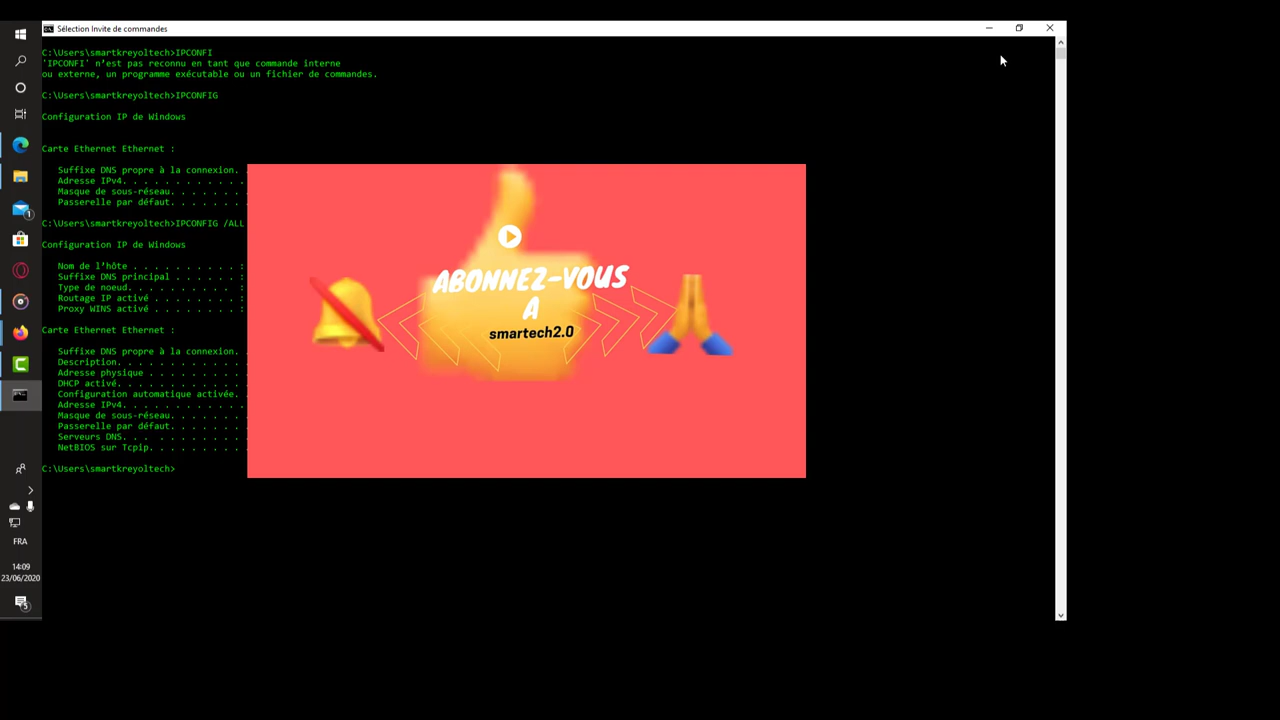 Sélection Invite de commandes
C:\Users\smartkreyoltech>IPCONFI
'IPCONFI' n'est pas reconnu en tant que commande interne
ou externe, un programme exécutable ou un fichier de commandes.
C:\Users\smartkreyoltech>IPCONFIG
Configuration IP de Windows
Carte Ethernet Ethernet :
Suffixe DNS propre à la connexion. .
Adresse IPv4. . . . . . . . . . . .
Masque de sous-réseau. . . . . . .
Passerelle par défaut. . . . . . .
C:\Users\smartkreyoltech>IPCONFIG /ALL
Configuration IP de Windows
Nom de l'hôte . . . . . . . . . . :
Suffixe DNS principal . . . . . . :
Type de noeud. . . . . . . . . . :
Routage IP activé . . . . . . . . :
Proxy WINS activé . . . . . . . . :
Carte Ethernet Ethernet :
Suffixe DNS propre à la connexion. .
Description. . . . . . . . . . . . .
Adresse physique . . . . . . . . . .
DHCP activé. . . . . . . . . . . . .
Configuration automatique activée. .
Adresse IPv4. . . . . . . . . . . .
Masque de sous-réseau. . . . . . . .
Passerelle par défaut. . . . . . . .
Serveurs DNS. . . . . . . . . . . .
NetBIOS sur Tcpip. . . . . . . . . .
C:\Users\smartkreyoltech>
ABONNEZ-VOUS
A
smartech2.0
1
FRA
14:09
23/06/2020
5